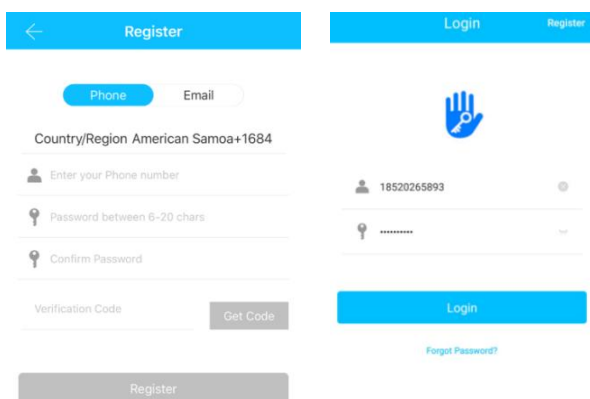 Register
Phone Email
Country/Region American Samoa+1684
Enter your Phone number
Password between 6-20 chars
Confirm Password
Verification Code Get Code
Register
Login Register
18520265893
••••••••••
Login
Forgot Password?